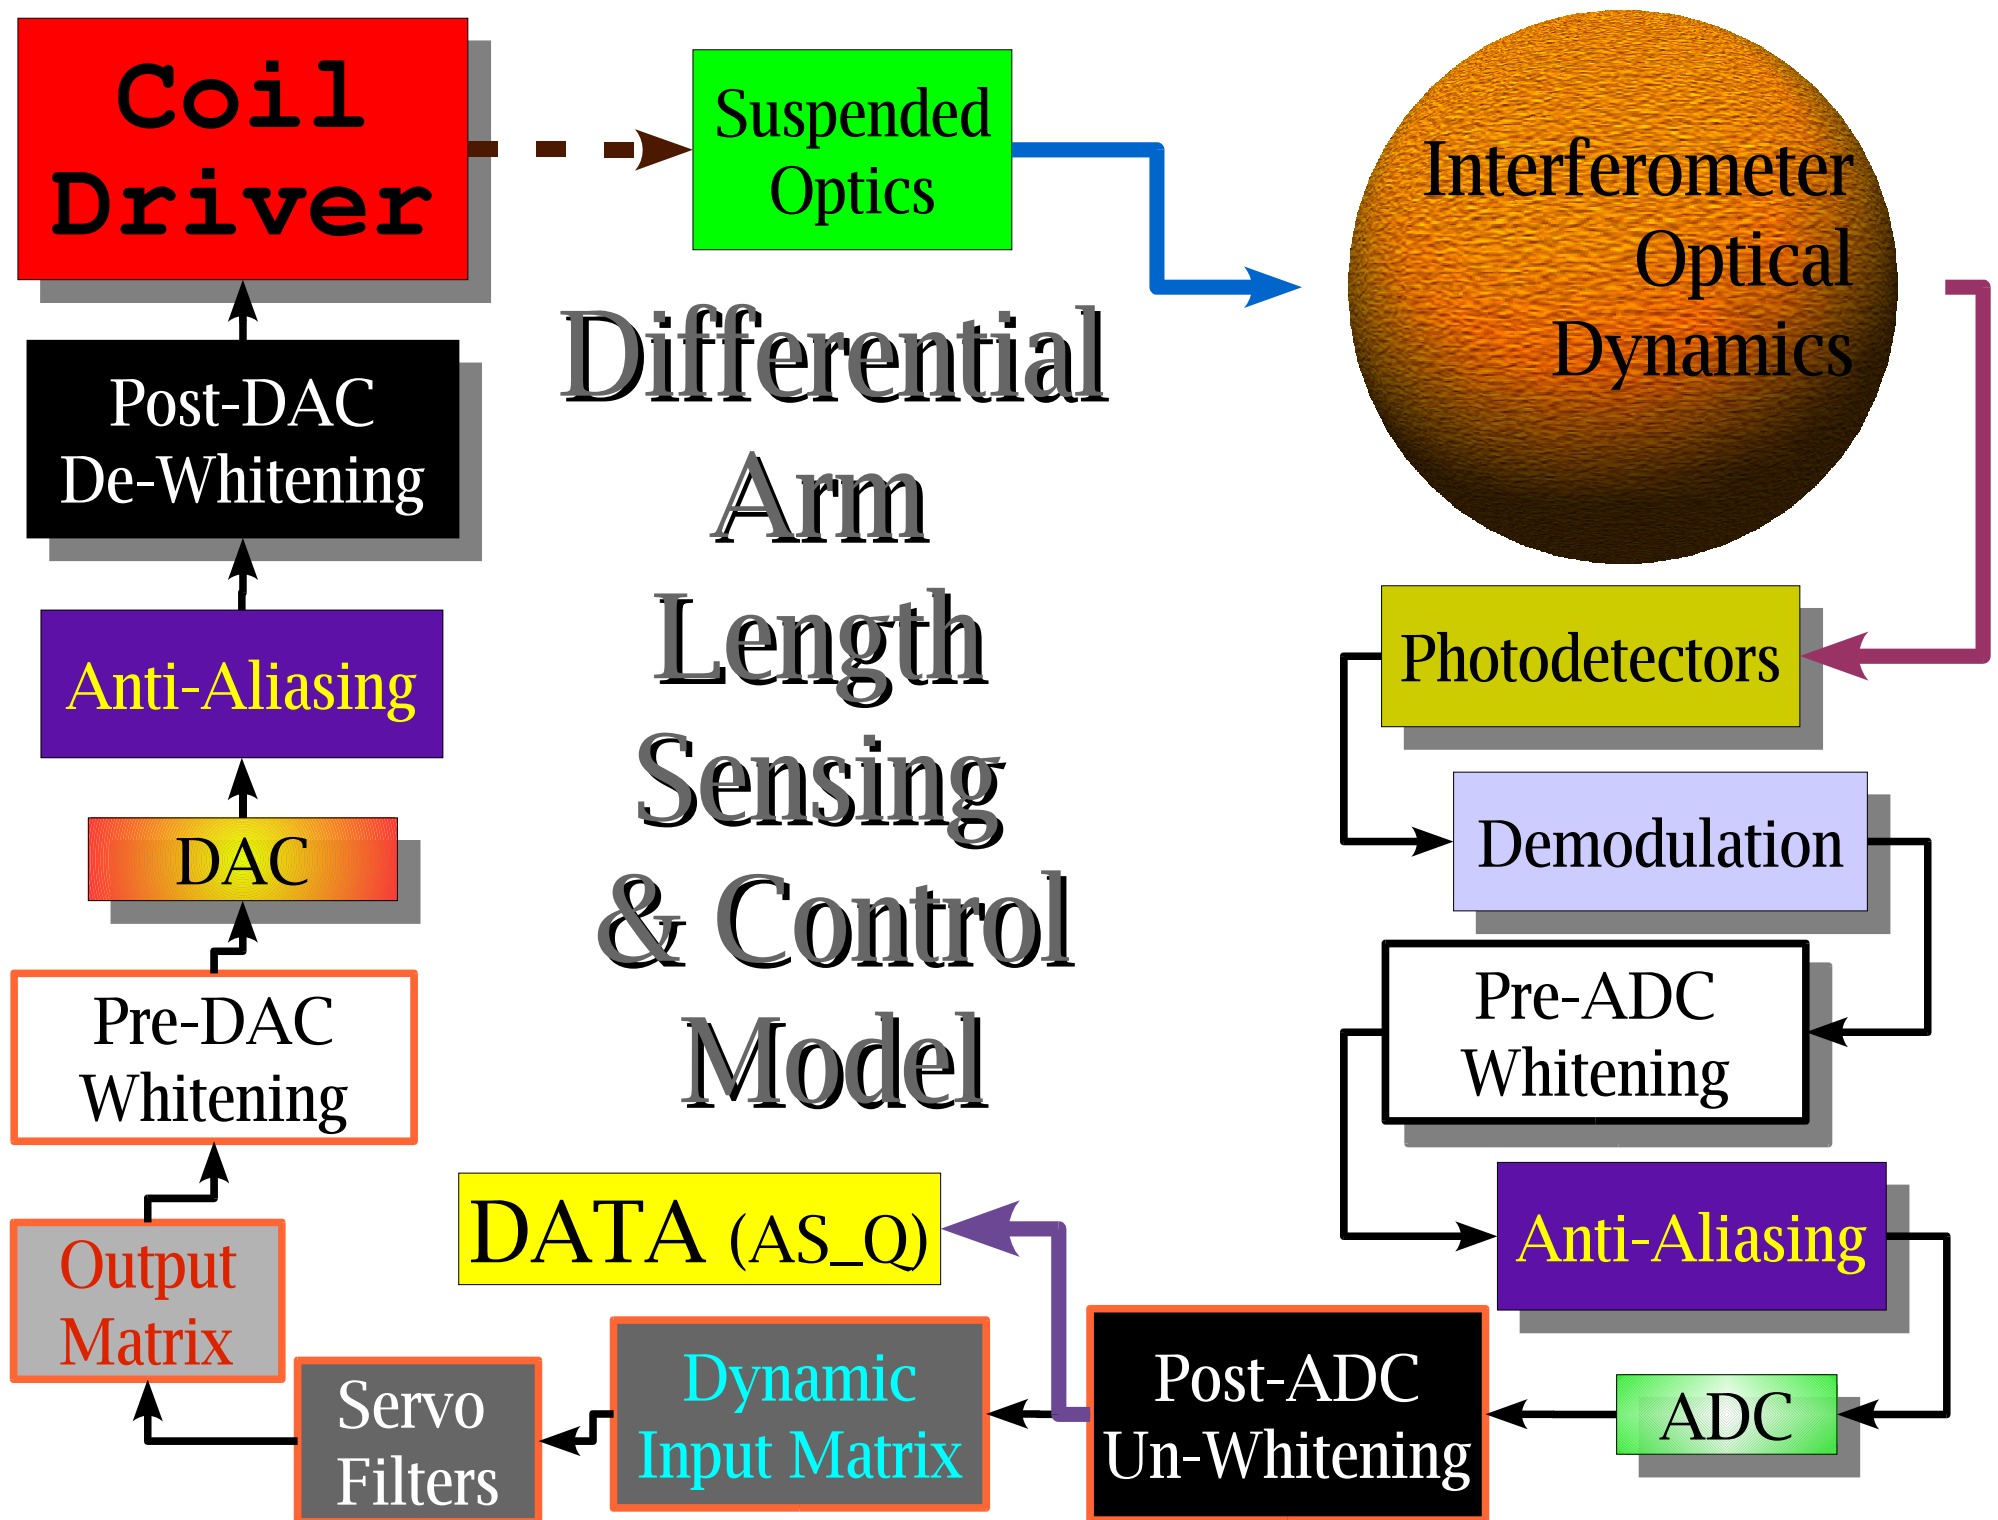 Coil
Driver
Suspended
Optics
Interferometer
Optical
Dynamics
Differential
Arm
Length
Sensing
& Control
Model
Post-DAC
De-Whitening
Anti-Aliasing
DAC
Pre-DAC
Whitening
Output
Matrix
Photodetectors
Demodulation
Pre-ADC
Whitening
Anti-Aliasing
ADC
DATA (AS_Q)
Post-ADC
Un-Whitening
Dynamic
Input Matrix
Servo
Filters